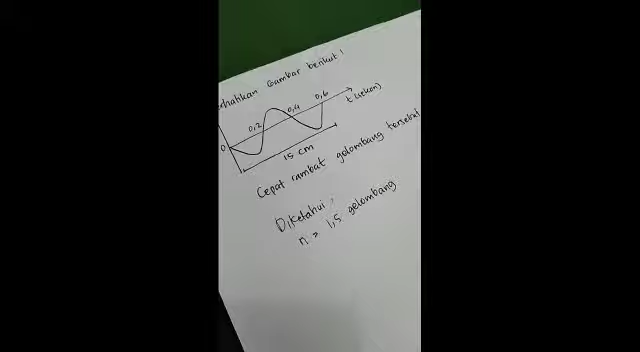 Perhatikan Gambar berikut!
0 0,2 0,4 0,6 t (sekon)
15 cm
Cepat rambat gelombang tersebut
Diketahui:
n = 1,5 gelombang